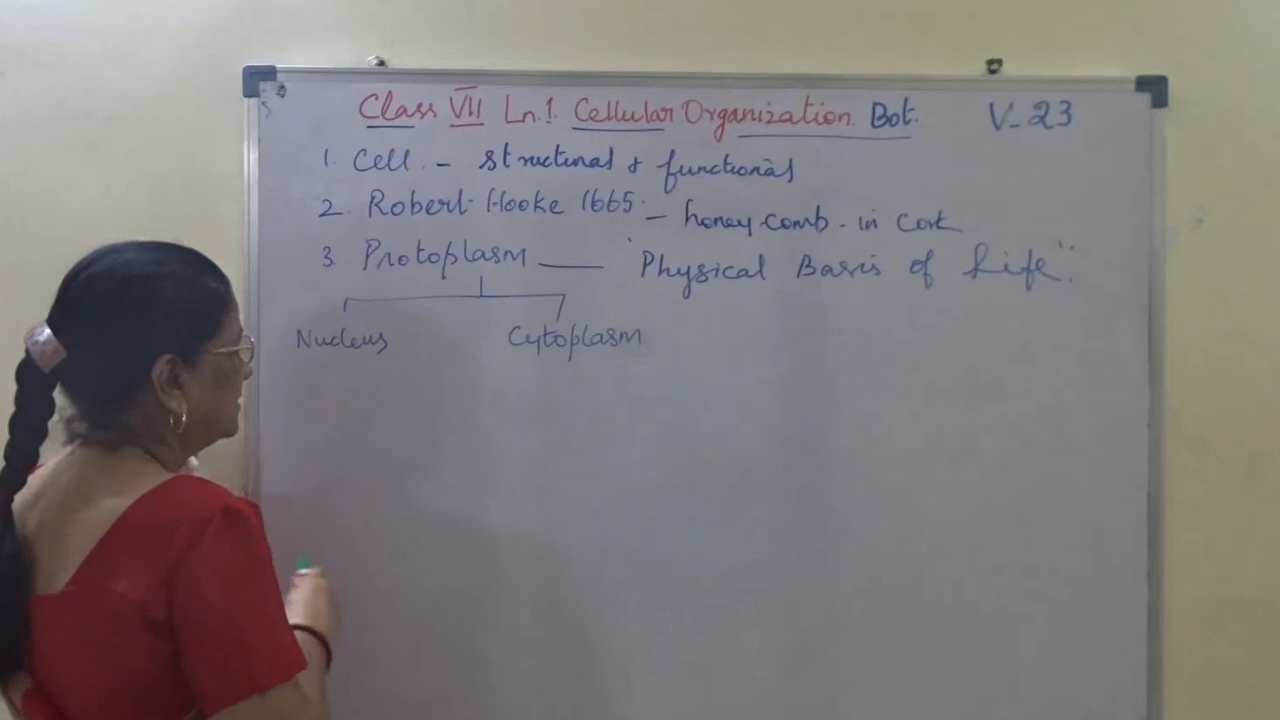 Class VII Ln.1. Cellular Organization. Bot. V-23
1. Cell. - structural & functional
2. Robert Hooke 1665. - honey comb. in Cork
3. Protoplasm — "Physical Basis of Life".
Nucleus Cytoplasm